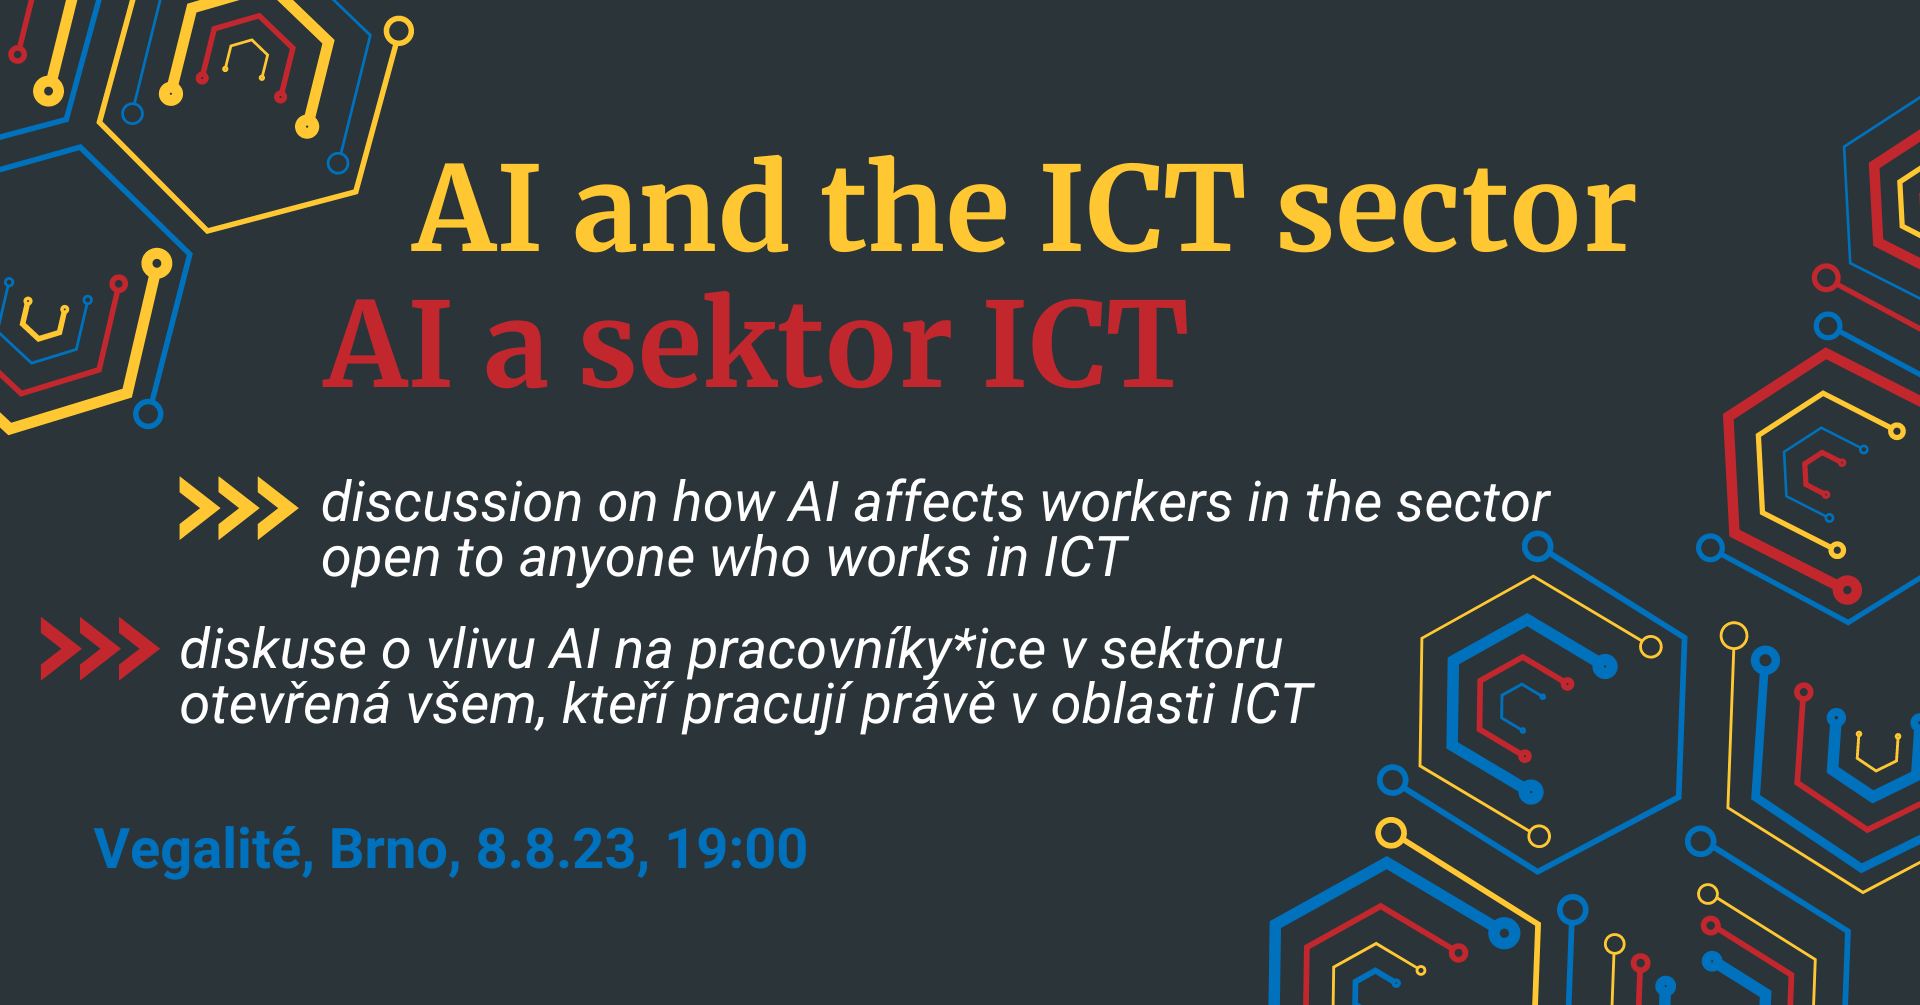 AI and the ICT sector
AI a sektor ICT
discussion on how AI affects workers in the sector
open to anyone who works in ICT
diskuse o vlivu AI na pracovníky*ice v sektoru
otevřená všem, kteří pracují právě v oblasti ICT
Vegalité, Brno, 8.8.23, 19:00